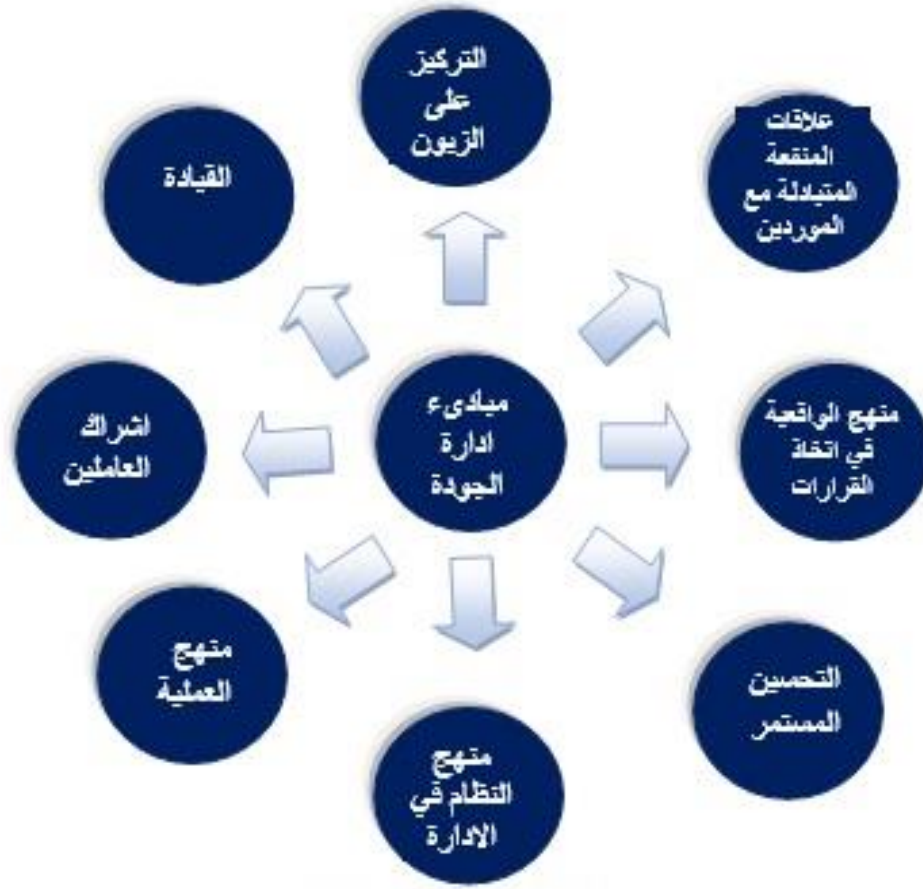 التركيز
على
الزبون
علاقات
المنفعة
المتبادلة مع
الموردين
القيادة
مبادىء
ادارة
الجودة
منهج الواقعية
في اتخاذ
القرارات
اشراك
العاملين
منهج
العملية
التحسين
المستمر
منهج
النظام في
الادارة